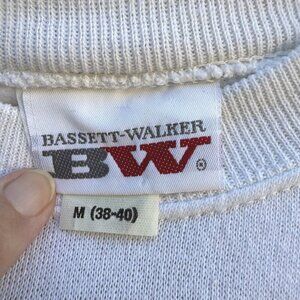 BASSETT-WALKER
BW®
M (38-40)